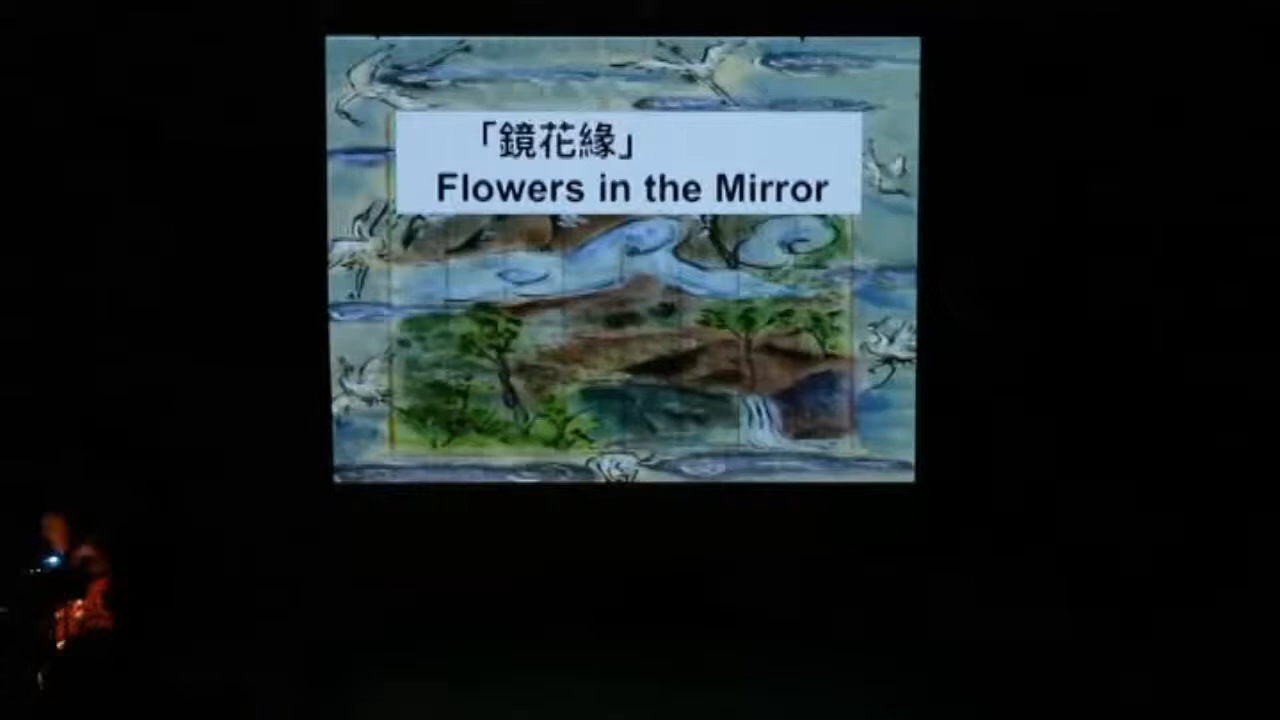 「鏡花緣」
Flowers in the Mirror